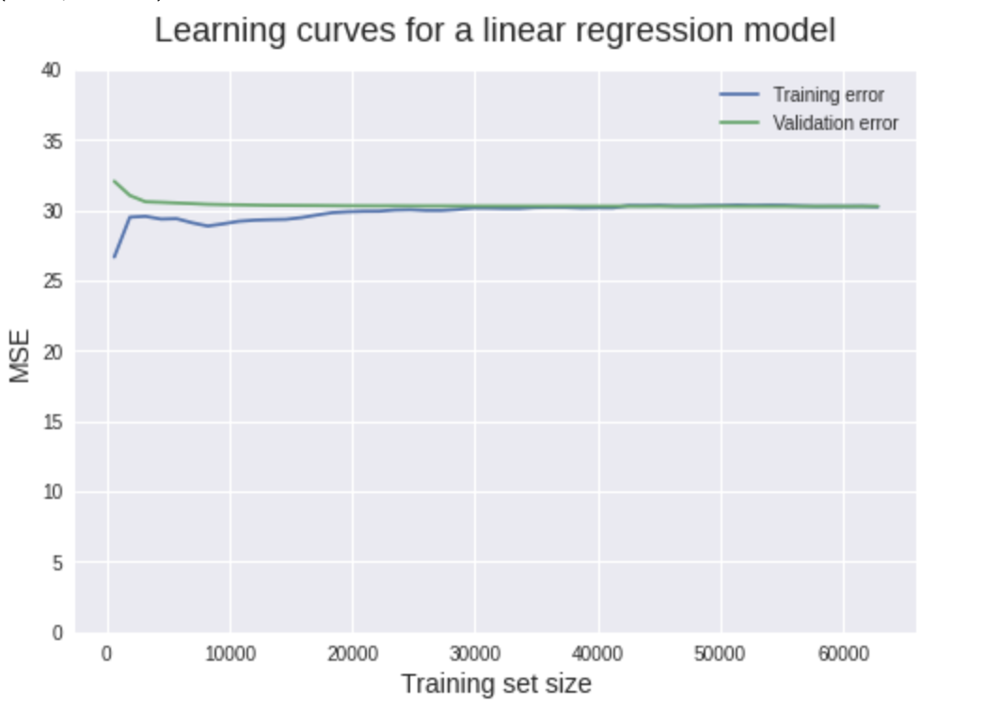 Learning curves for a linear regression model
40
35
30
25
20
15
10
5
0
MSE
Training error
Validation error
0 10000 20000 30000 40000 50000 60000
Training set size